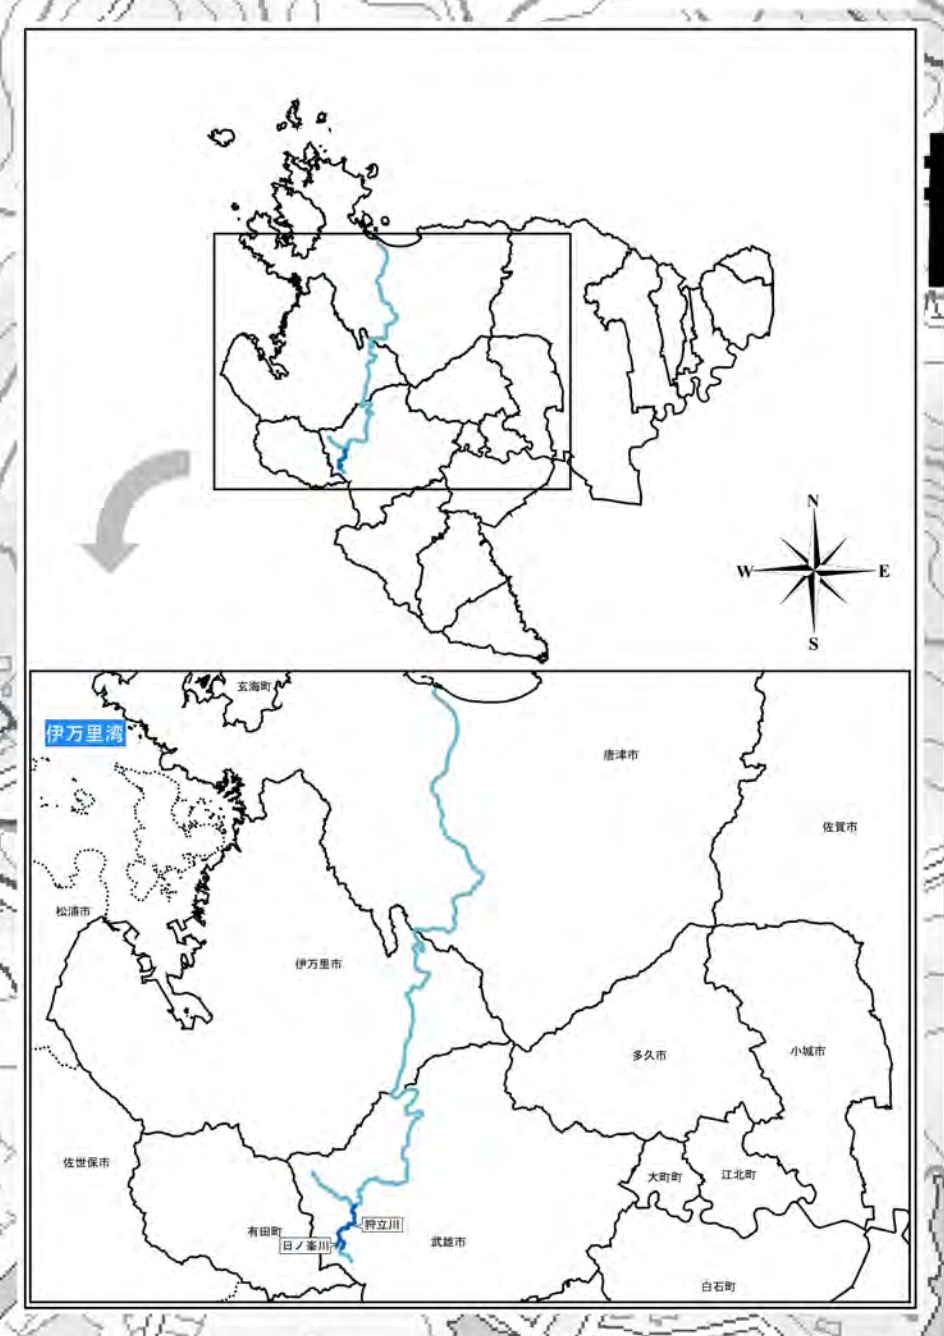 N
W
E
S
玄海町
伊万里湾
唐津市
佐賀市
松浦市
伊万里市
多久市
小城市
佐世保市
大町町
江北町
有田町
狩立川
日ノ峯川
武雄市
白石町